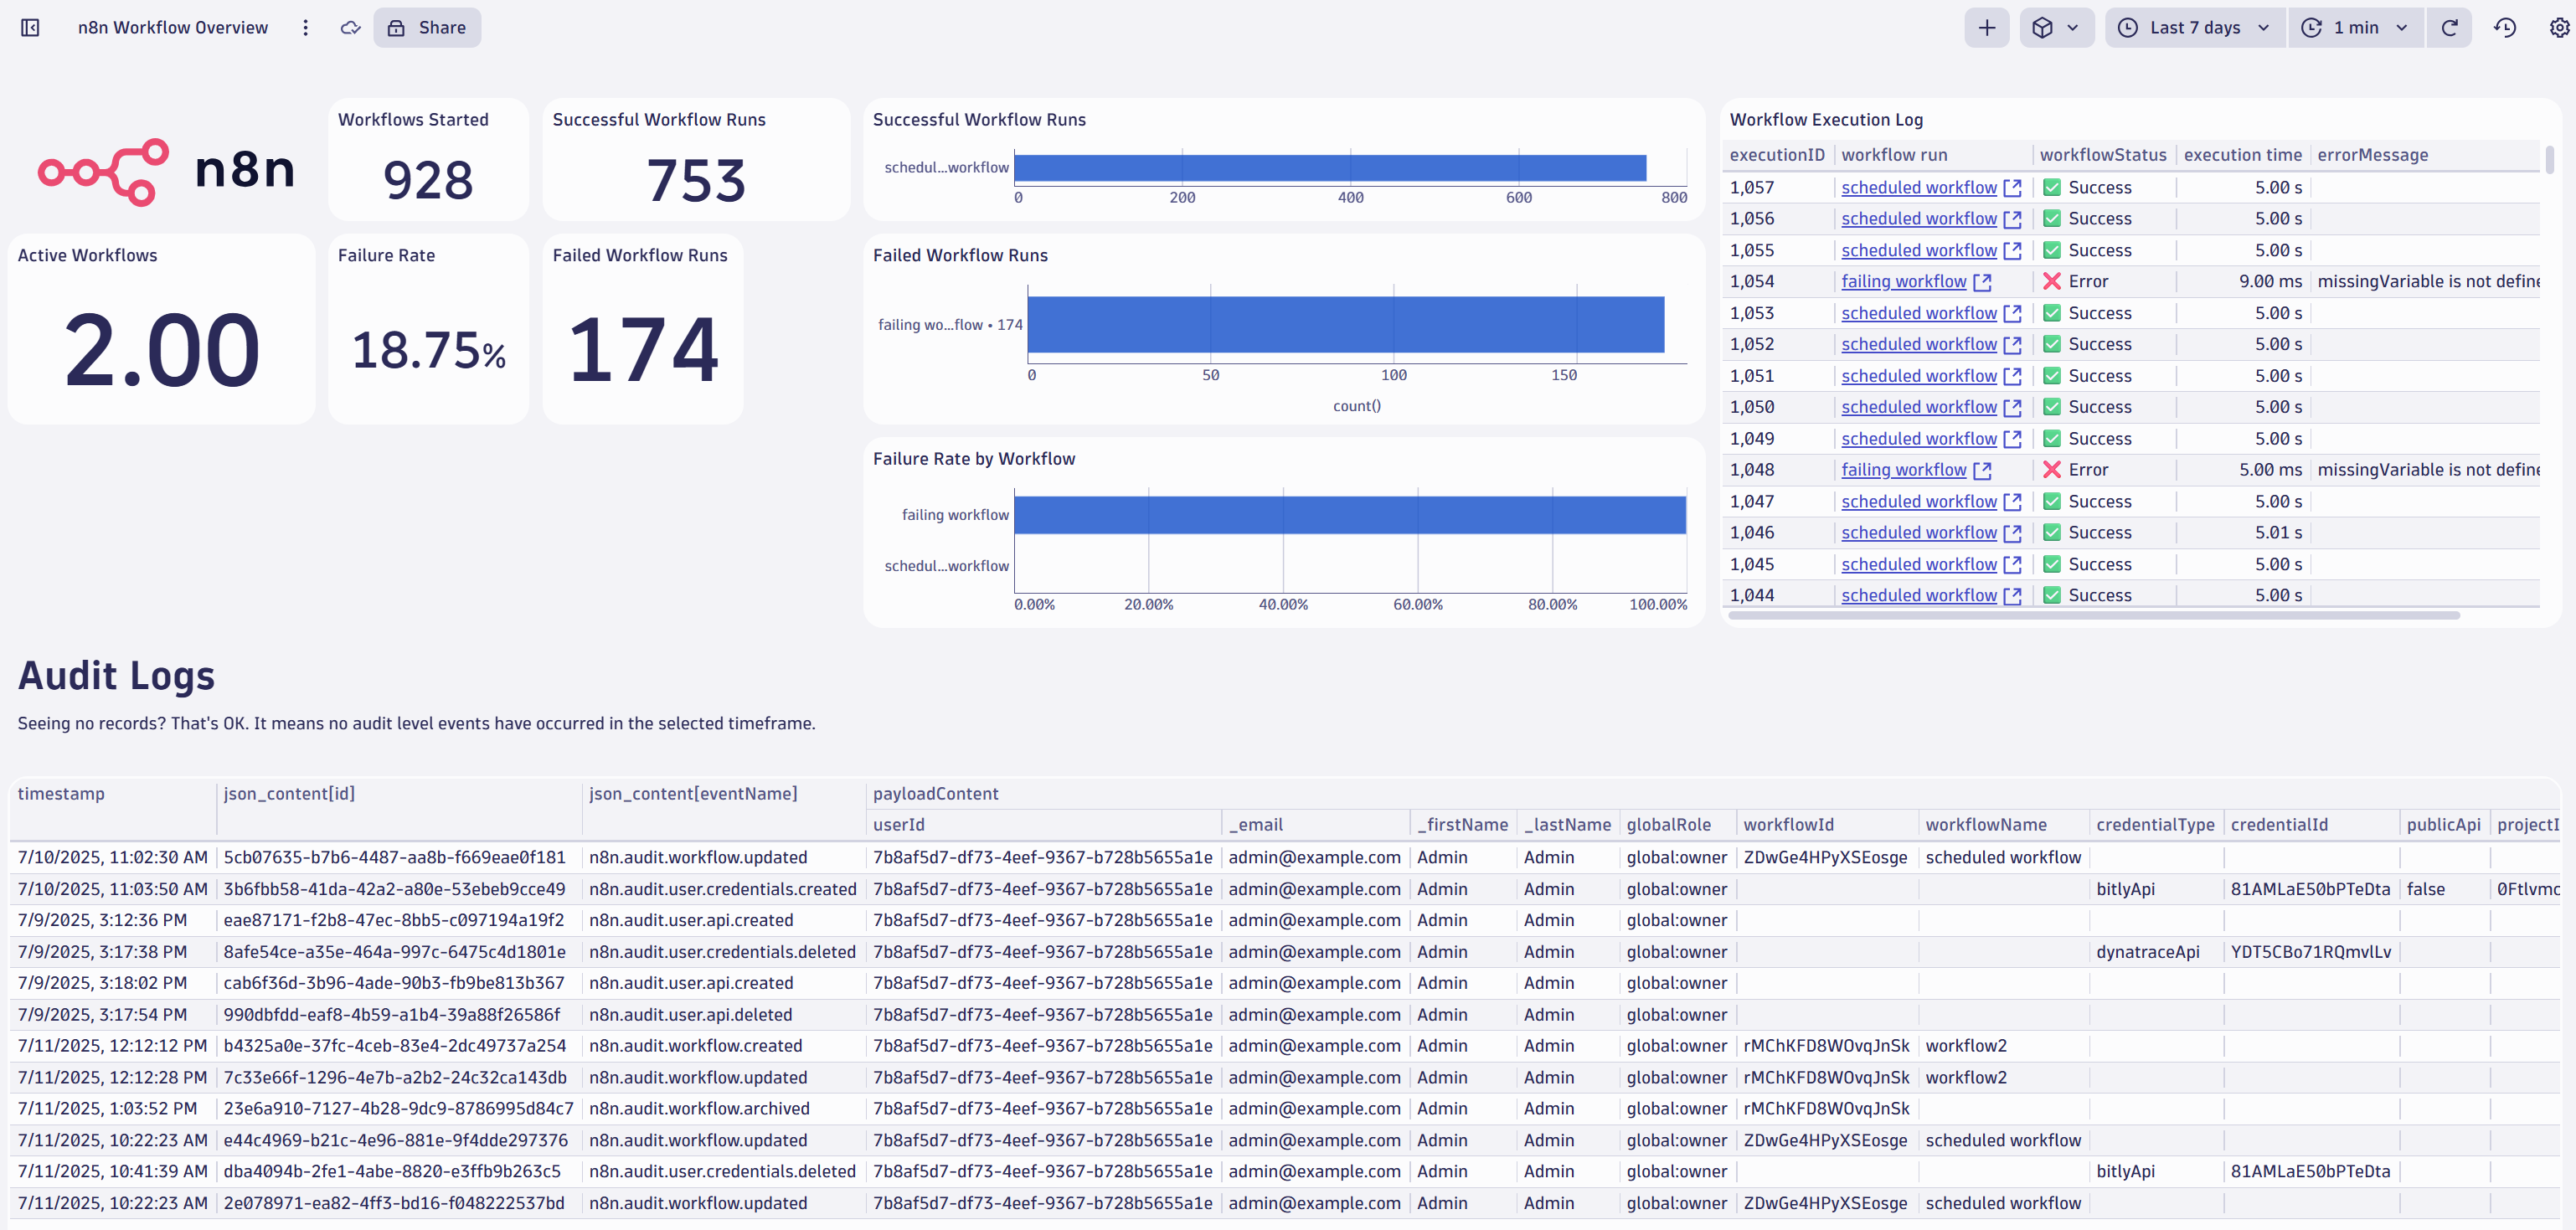 n8n Workflow Overview
Share
Last 7 days
1 min
n8n
Workflows Started
928
Successful Workflow Runs
753
Active Workflows
2.00
Failure Rate
18.75%
Failed Workflow Runs
174
Successful Workflow Runs
schedul...workflow
0 200 400 600 800
Failed Workflow Runs
failing wo...flow • 174
0 50 100 150
count()
Failure Rate by Workflow
failing workflow
schedul...workflow
0.00% 20.00% 40.00% 60.00% 80.00% 100.00%
Workflow Execution Log
executionID workflow run workflowStatus execution time errorMessage
1,057 scheduled workflow Success 5.00 s
1,056 scheduled workflow Success 5.00 s
1,055 scheduled workflow Success 5.00 s
1,054 failing workflow Error 9.00 ms missingVariable is not define
1,053 scheduled workflow Success 5.00 s
1,052 scheduled workflow Success 5.00 s
1,051 scheduled workflow Success 5.00 s
1,050 scheduled workflow Success 5.00 s
1,049 scheduled workflow Success 5.00 s
1,048 failing workflow Error 5.00 ms missingVariable is not define
1,047 scheduled workflow Success 5.00 s
1,046 scheduled workflow Success 5.01 s
1,045 scheduled workflow Success 5.00 s
1,044 scheduled workflow Success 5.00 s
Audit Logs
Seeing no records? That's OK. It means no audit level events have occurred in the selected timeframe.
timestamp json_content[id] json_content[eventName] payloadContent
userId _email _firstName _lastName globalRole workflowId workflowName credentialType credentialId publicApi projectI
7/10/2025, 11:02:30 AM 5cb07635-b7b6-4487-aa8b-f669eae0f181 n8n.audit.workflow.updated 7b8af5d7-df73-4eef-9367-b728b5655a1e admin@example.com Admin Admin global:owner ZDwGe4HPyXSEosge scheduled workflow
7/10/2025, 11:03:50 AM 3b6fbb58-41da-42a2-a80e-53ebeb9cce49 n8n.audit.user.credentials.created 7b8af5d7-df73-4eef-9367-b728b5655a1e admin@example.com Admin Admin global:owner bitlyApi 81AMLaE50bPTeDta false 0Ftlvmc
7/9/2025, 3:12:36 PM eae87171-f2b8-47ec-8bb5-c097194a19f2 n8n.audit.user.api.created 7b8af5d7-df73-4eef-9367-b728b5655a1e admin@example.com Admin Admin global:owner
7/9/2025, 3:17:38 PM 8afe54ce-a35e-464a-997c-6475c4d1801e n8n.audit.user.credentials.deleted 7b8af5d7-df73-4eef-9367-b728b5655a1e admin@example.com Admin Admin global:owner dynatraceApi YDT5CBo71RQmvlLv
7/9/2025, 3:18:02 PM cab6f36d-3b96-4ade-90b3-fb9be813b367 n8n.audit.user.api.created 7b8af5d7-df73-4eef-9367-b728b5655a1e admin@example.com Admin Admin global:owner
7/9/2025, 3:17:54 PM 990dbfdd-eaf8-4b59-a1b4-39a88f26586f n8n.audit.user.api.deleted 7b8af5d7-df73-4eef-9367-b728b5655a1e admin@example.com Admin Admin global:owner
7/11/2025, 12:12:12 PM b4325a0e-37fc-4ceb-83e4-2dc49737a254 n8n.audit.workflow.created 7b8af5d7-df73-4eef-9367-b728b5655a1e admin@example.com Admin Admin global:owner rMChKFD8WOvqJnSk workflow2
7/11/2025, 12:12:28 PM 7c33e66f-1296-4e7b-a2b2-24c32ca143db n8n.audit.workflow.updated 7b8af5d7-df73-4eef-9367-b728b5655a1e admin@example.com Admin Admin global:owner rMChKFD8WOvqJnSk workflow2
7/11/2025, 1:03:52 PM 23e6a910-7127-4b28-9dc9-8786995d84c7 n8n.audit.workflow.archived 7b8af5d7-df73-4eef-9367-b728b5655a1e admin@example.com Admin Admin global:owner rMChKFD8WOvqJnSk
7/11/2025, 10:22:23 AM e44c4969-b21c-4e96-881e-9f4dde297376 n8n.audit.workflow.updated 7b8af5d7-df73-4eef-9367-b728b5655a1e admin@example.com Admin Admin global:owner ZDwGe4HPyXSEosge scheduled workflow
7/11/2025, 10:41:39 AM dba4094b-2fe1-4abe-8820-e3ffb9b263c5 n8n.audit.user.credentials.deleted 7b8af5d7-df73-4eef-9367-b728b5655a1e admin@example.com Admin Admin global:owner bitlyApi 81AMLaE50bPTeDta
7/11/2025, 10:22:23 AM 2e078971-ea82-4ff3-bd16-f048222537bd n8n.audit.workflow.updated 7b8af5d7-df73-4eef-9367-b728b5655a1e admin@example.com Admin Admin global:owner ZDwGe4HPyXSEosge scheduled workflow